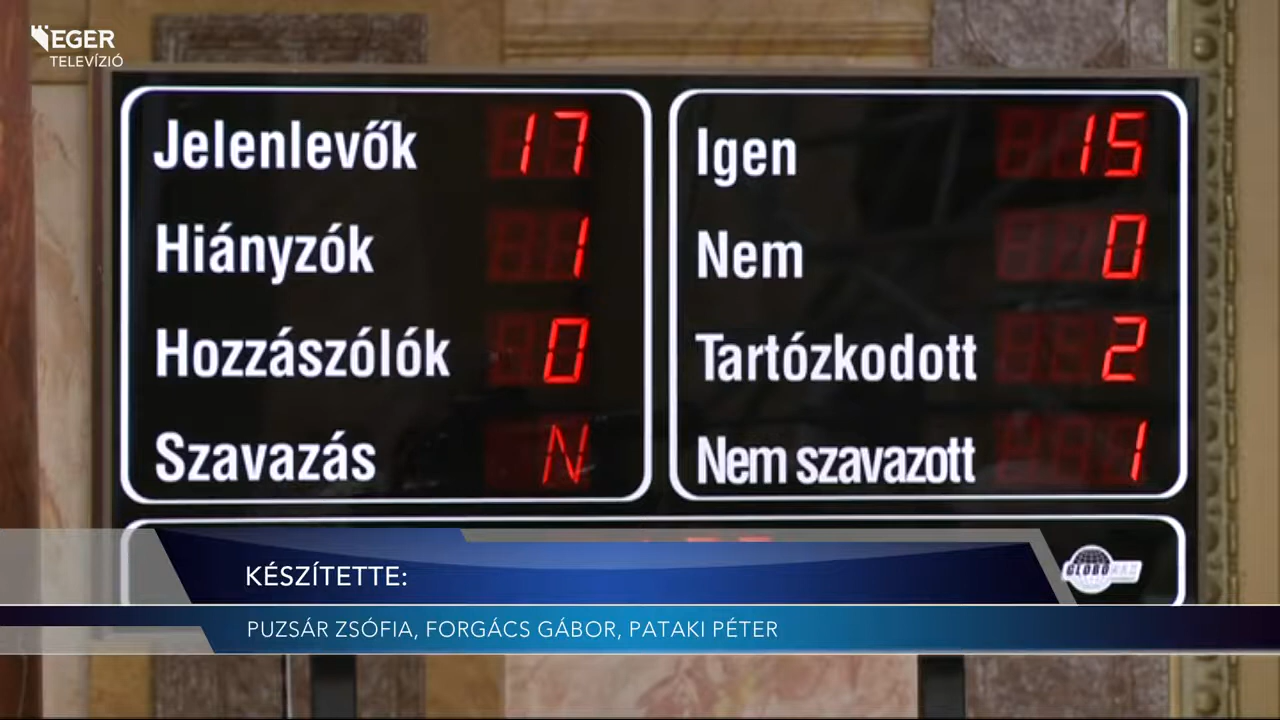 EGER
TELEVÍZIÓ
Jelenlevők 17
Hiányzók 1
Hozzászólók 0
Szavazás N
Igen 15
Nem 0
Tartózkodott 2
Nem szavazott 1
KÉSZÍTETTE:
PUZSÁR ZSÓFIA, FORGÁCS GÁBOR, PATAKI PÉTER